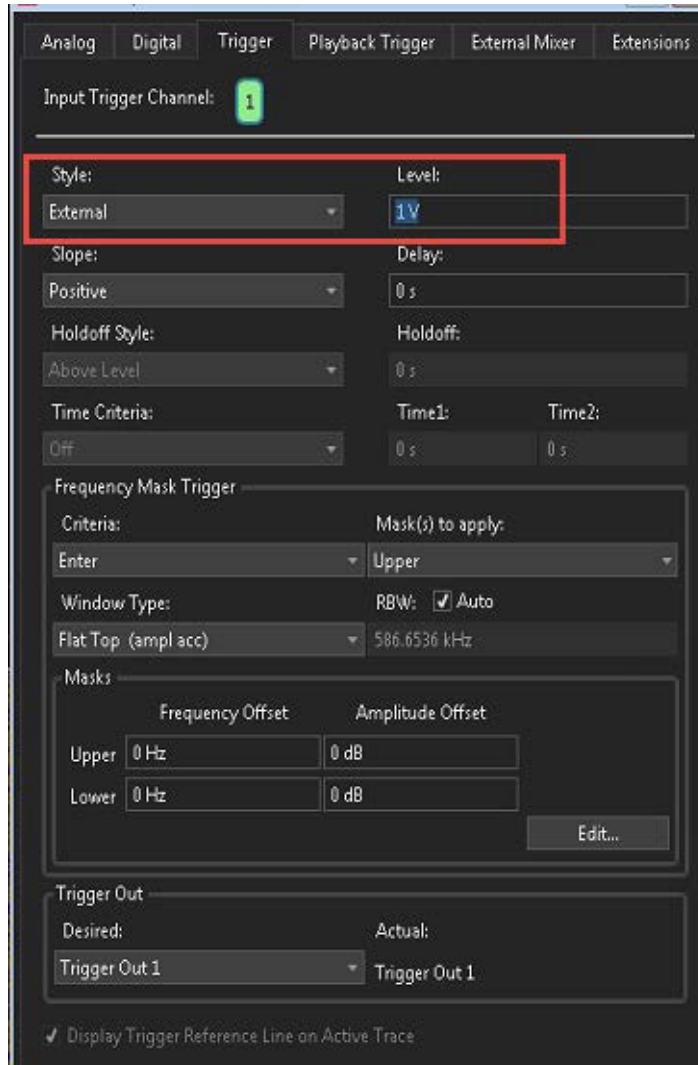 Analog Digital Trigger Playback Trigger External Mixer Extensions
Input Trigger Channel: 1
Style: Level:
External 1 V
Slope: Delay:
Positive 0 s
Holdoff Style: Holdoff:
Above Level 0 s
Time Criteria: Time1: Time2:
Off 0 s 0 s
Frequency Mask Trigger
Criteria: Mask(s) to apply:
Enter Upper
Window Type: RBW: Auto
Flat Top (ampl acc) 586.6536 kHz
Masks
Frequency Offset Amplitude Offset
Upper 0 Hz 0 dB
Lower 0 Hz 0 dB
Edit...
Trigger Out
Desired: Actual:
Trigger Out 1 Trigger Out 1
Display Trigger Reference Line on Active Trace